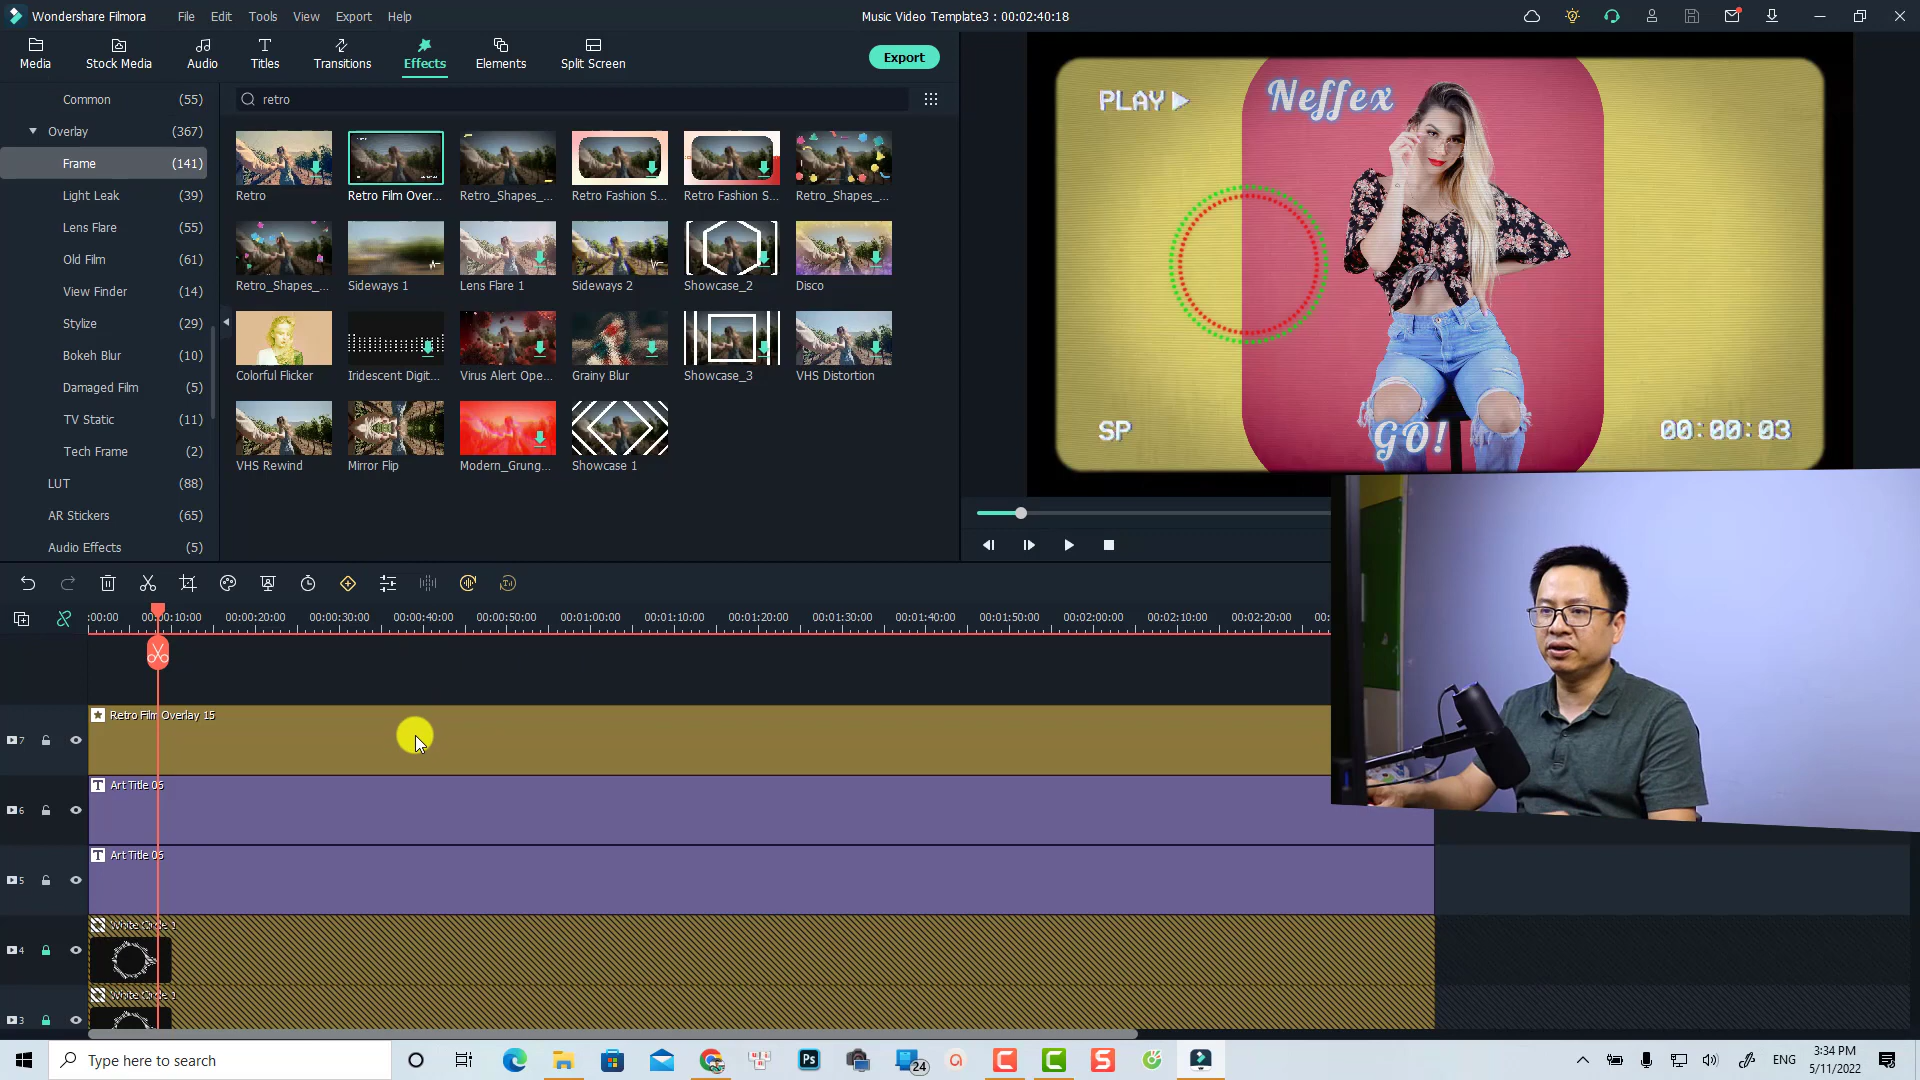 Wondershare Filmora File Edit Tools View Export Help Music Video Template3 : 00:02:40:18
Media Stock Media Audio Titles Transitions Effects Elements Split Screen Export
Common (55)
Overlay (367)
Frame (141)
Light Leak (39)
Lens Flare (55)
Old Film (61)
View Finder (14)
Stylize (29)
Bokeh Blur (10)
Damaged Film (5)
TV Static (11)
Tech Frame (2)
LUT (88)
AR Stickers (65)
Audio Effects (5)
retro
Retro Retro Film Over... Retro_Shapes_... Retro Fashion S... Retro Fashion S... Retro_Shapes_...
Retro_Shapes_... Sideways 1 Lens Flare 1 Sideways 2 Showcase_2 Disco
Colorful Flicker Iridescent Digit... Virus Alert Ope... Grainy Blur Showcase_3 VHS Distortion
VHS Rewind Mirror Flip Modern_Grung... Showcase 1
PLAY
Neffex
SP
GO!
00:00:03
:00:00 00:00:10:00 00:00:20:00 00:00:30:00 00:00:40:00 00:00:50:00 00:01:00:00 00:01:10:00 00:01:20:00 00:01:30:00 00:01:40:00 00:01:50:00 00:02:00:00 00:02:10:00 00:02:20:00 00:
7 Retro Film Overlay 15
6 Art Title 06
5 Art Title 06
4 White Circle 1
3 White Circle 1
Type here to search
Ps
24
C
C
S
ENG
3:34 PM
5/11/2022